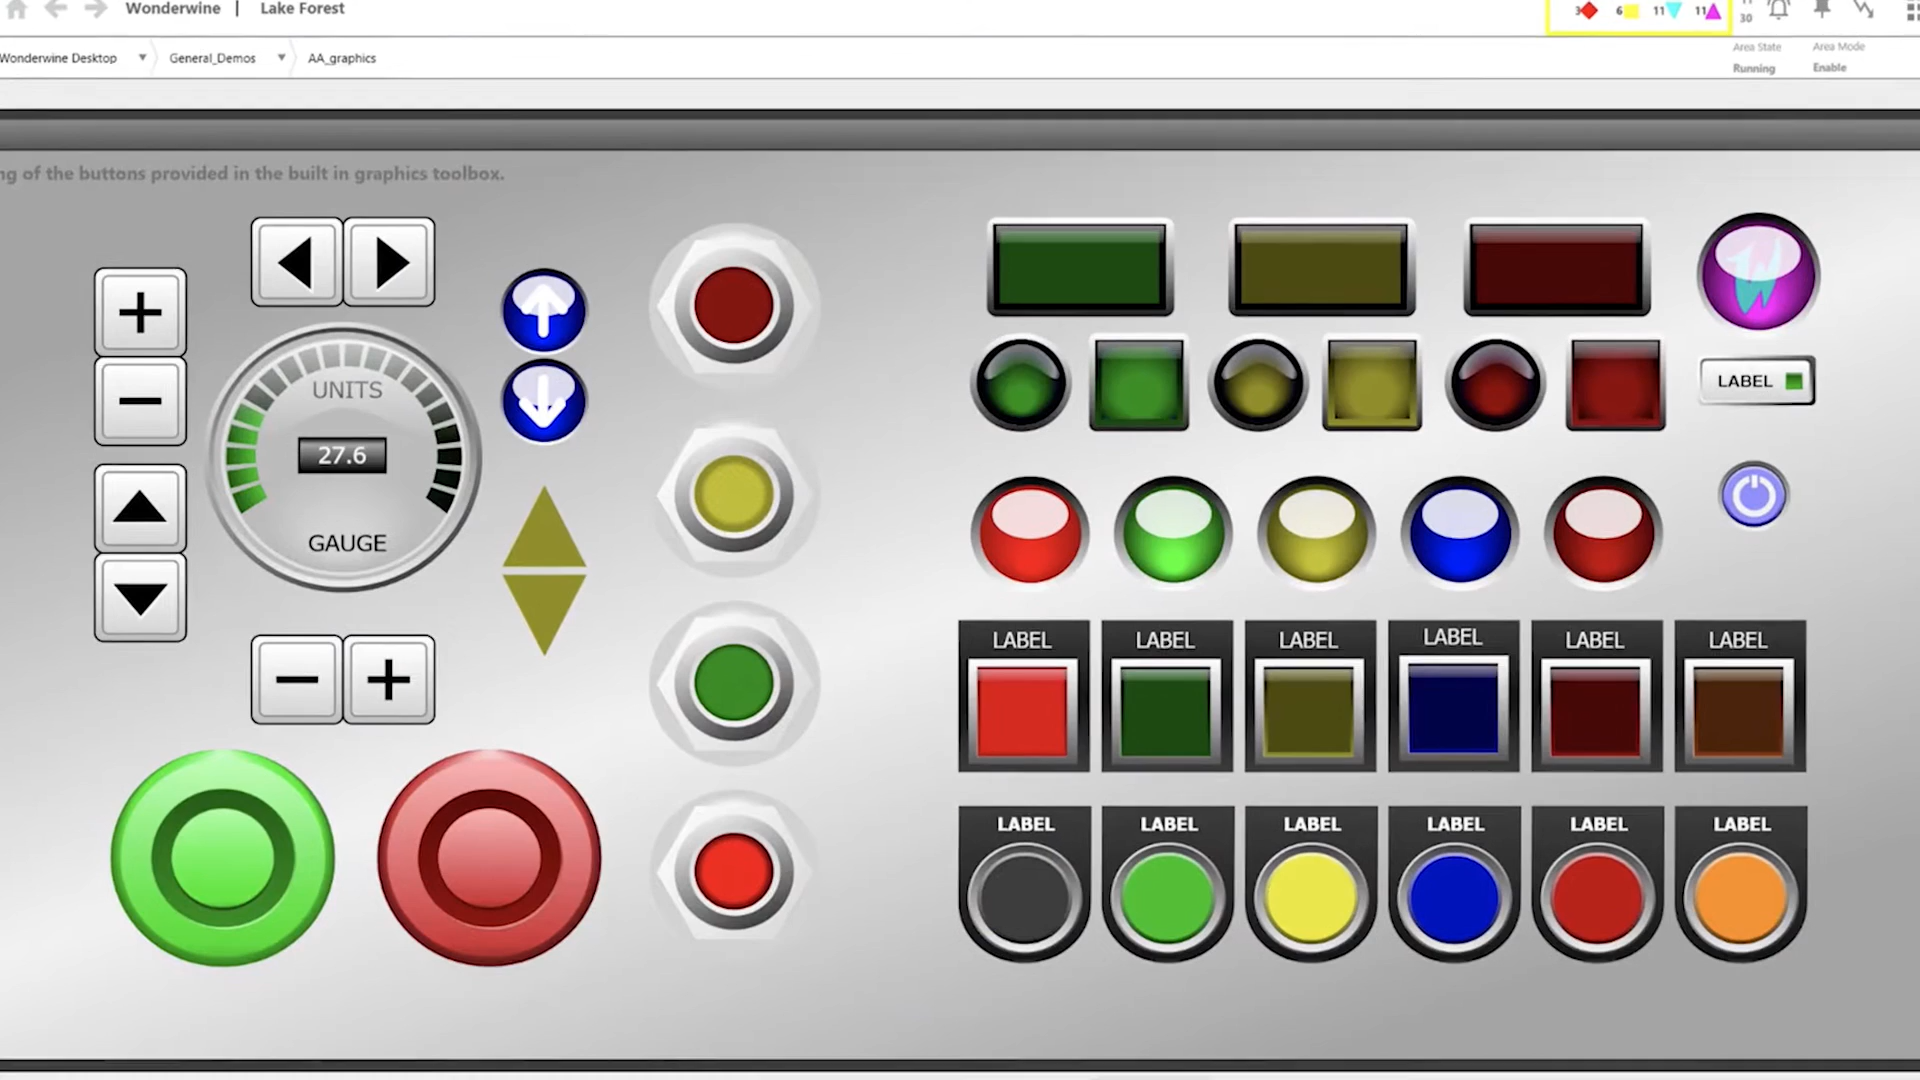 Wonderwine | Lake Forest
3 6 11 11
30
Wonderwine Desktop General_Demos AA_graphics
Area State Area Mode
Running Enable
of the buttons provided in the built in graphics toolbox.
UNITS
27.6
GAUGE
LABEL
LABEL LABEL LABEL LABEL LABEL LABEL
LABEL LABEL LABEL LABEL LABEL LABEL